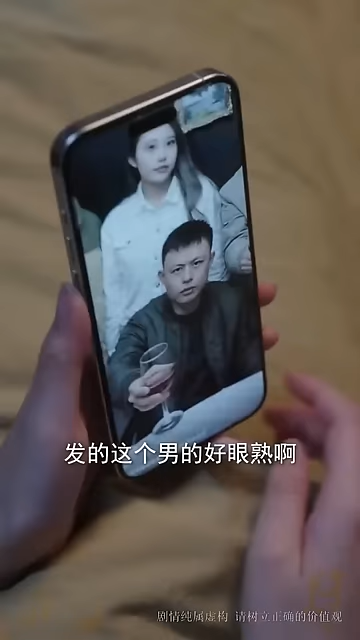 发的这个男的好眼熟啊
剧情纯属虚构 请树立正确的价值观